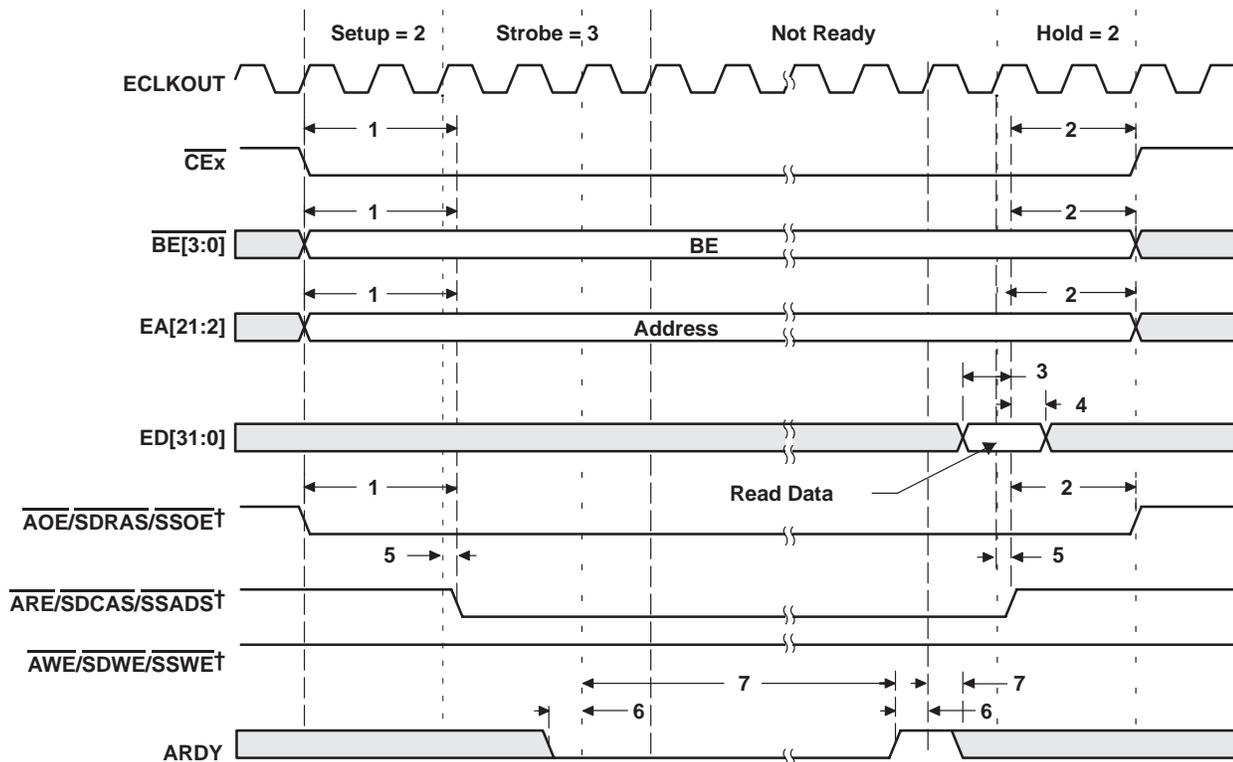 Setup = 2 Strobe = 3 Not Ready Hold = 2
ECLKOUT
1 2
CEx
1 2
BE[3:0] BE
1 2
EA[21:2] Address
3
4
ED[31:0]
Read Data
1 2
AOE/SDRAS/SSOE†
5 5
ARE/SDCAS/SSADS†
AWE/SDWE/SSWE†
7 7
6 6
ARDY